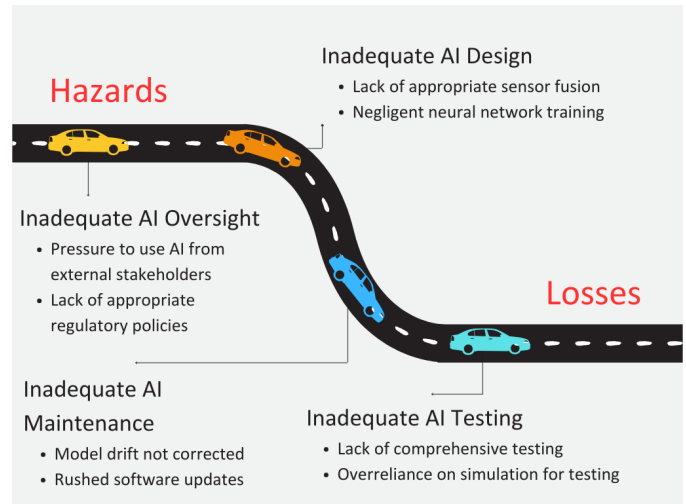 Hazards
Inadequate AI Design
• Lack of appropriate sensor fusion
• Negligent neural network training
Inadequate AI Oversight
• Pressure to use AI from
external stakeholders
• Lack of appropriate
regulatory policies
Losses
Inadequate AI
Maintenance
• Model drift not corrected
• Rushed software updates
Inadequate AI Testing
• Lack of comprehensive testing
• Overreliance on simulation for testing